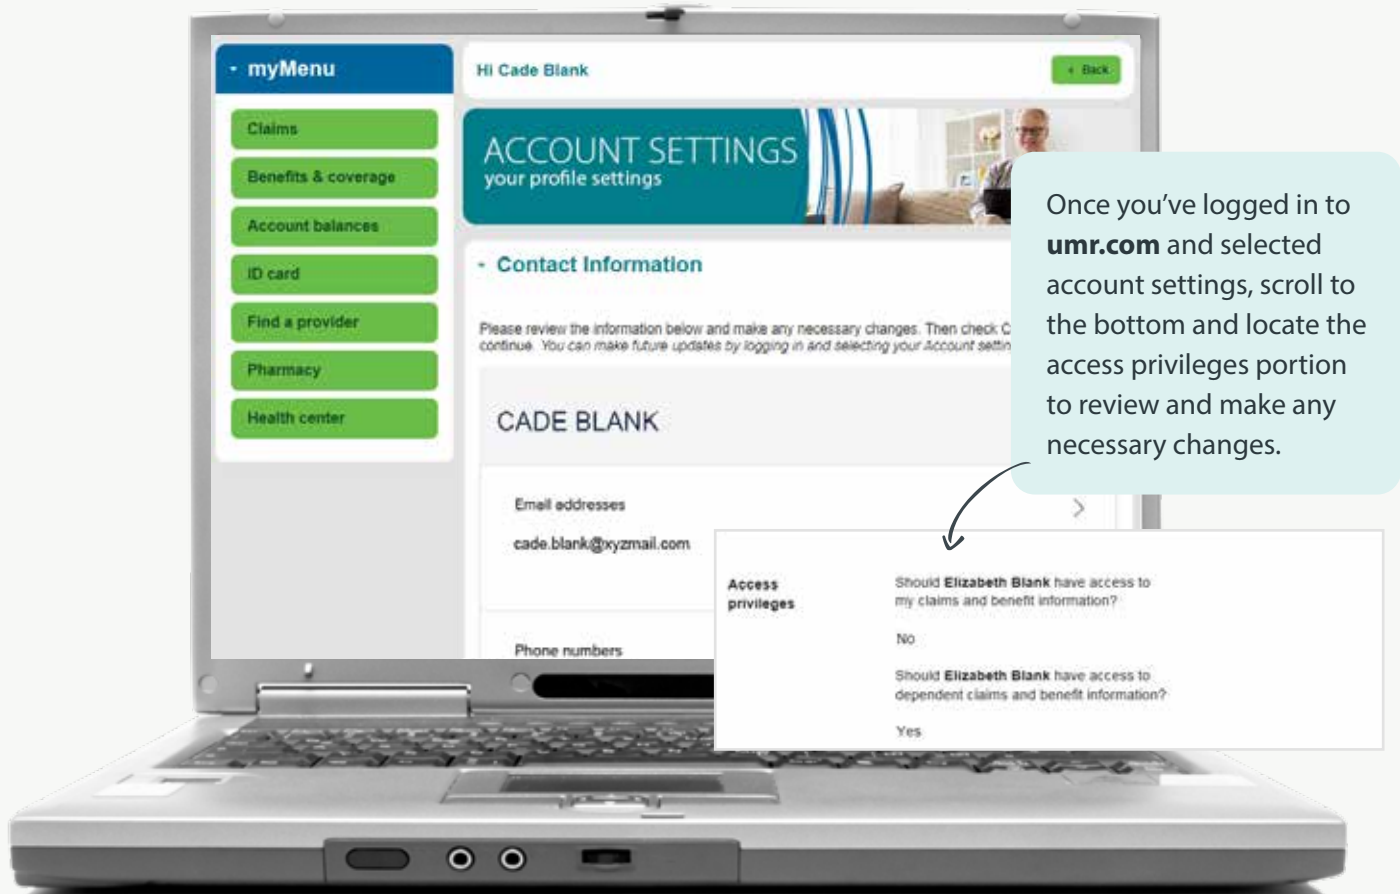 - myMenu
Claims
Benefits & coverage
Account balances
ID card
Find a provider
Pharmacy
Health center
Hi Cade Blank
Back
ACCOUNT SETTINGS
your profile settings
- Contact Information
Please review the information below and make any necessary changes. Then check C
continue. You can make future updates by logging in and selecting your Account settin
CADE BLANK
Email addresses
cade.blank@xyzmail.com
Phone numbers
Once you’ve logged in to
umr.com and selected
account settings, scroll to
the bottom and locate the
access privileges portion
to review and make any
necessary changes.
Access
privileges
Should Elizabeth Blank have access to
my claims and benefit information?
No
Should Elizabeth Blank have access to
dependent claims and benefit information?
Yes